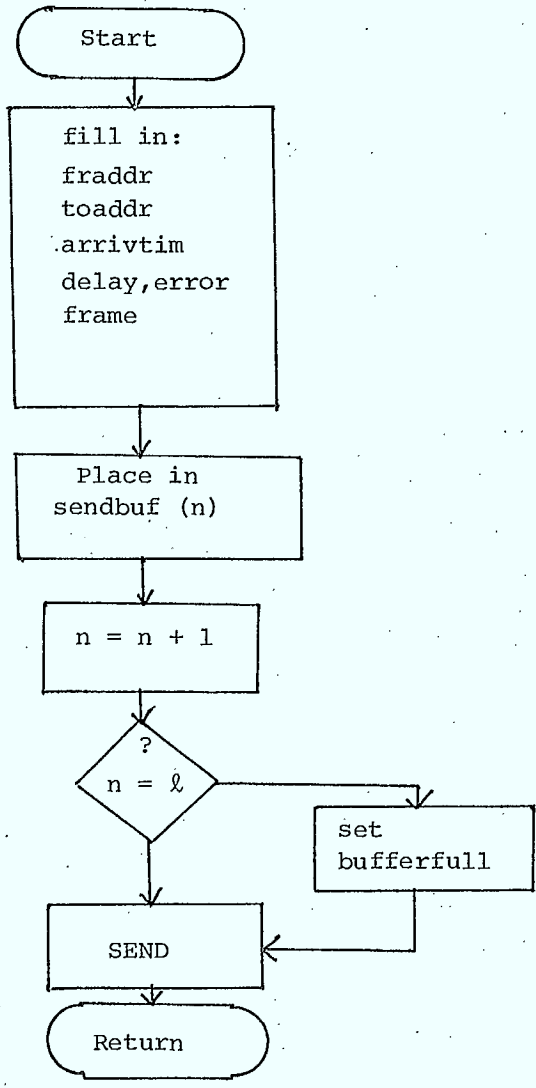 Start
fill in:
fraddr
toaddr
arrivtim
delay,error
frame
Place in
sendbuf (n)
n = n + 1
?
n = ℓ
set
bufferfull
SEND
Return